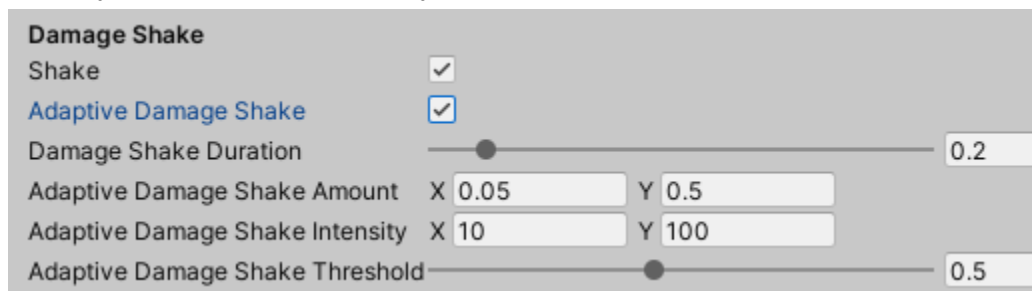 Damage Shake
Shake
Adaptive Damage Shake
Damage Shake Duration 0.2
Adaptive Damage Shake Amount X 0.05 Y 0.5
Adaptive Damage Shake Intensity X 10 Y 100
Adaptive Damage Shake Threshold 0.5